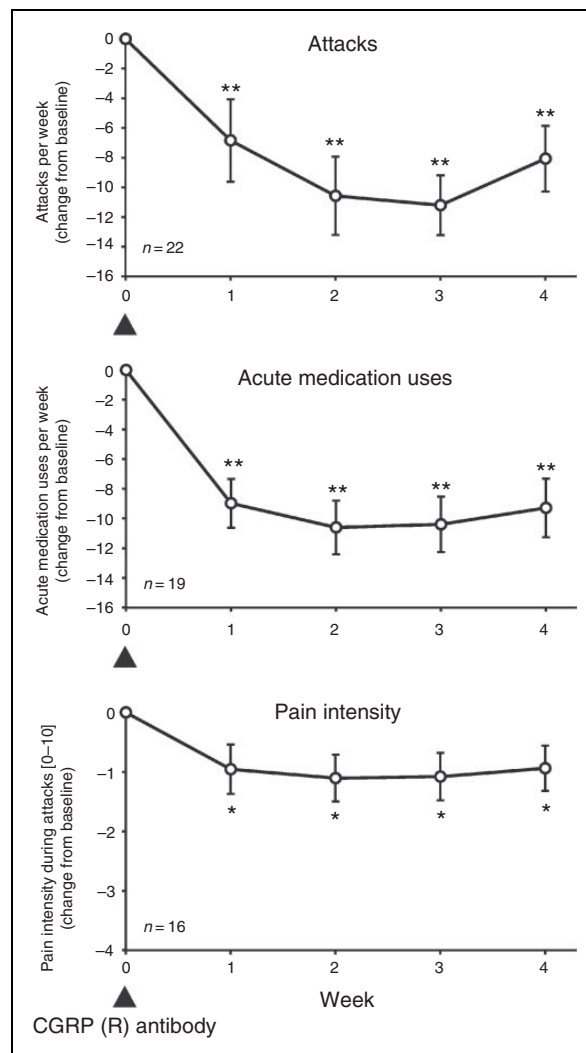 Attacks
Attacks per week
(change from baseline)
0
−2
−4
−6
−8
−10
−12
−14
−16
**
**
**
**
n = 22
0 1 2 3 4
Acute medication uses
Acute medication uses per week
(change from baseline)
0
−2
−4
−6
−8
−10
−12
−14
−16
**
**
**
**
n = 19
0 1 2 3 4
Pain intensity
Pain intensity during attacks [0–10]
(change from baseline)
0
−1
−2
−3
−4
*
*
*
*
n = 16
0 1 2 3 4
Week
CGRP (R) antibody